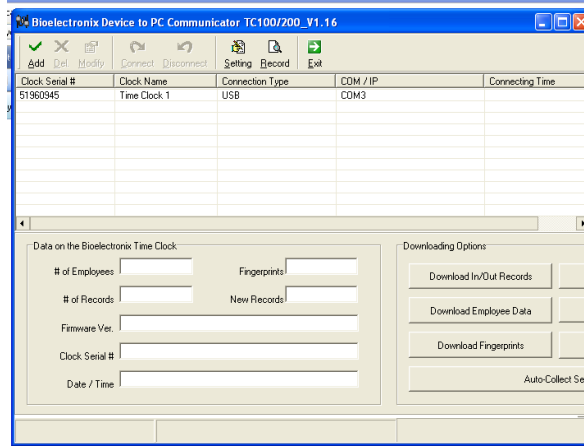 Bioelectronix Device to PC Communicator TC100/200_V1.16
Add Del Modify Connect Disconnect Setting Record Exit
Clock Serial # Clock Name Connection Type COM / IP Connecting Time
51960945 Time Clock 1 USB COM3
Data on the Bioelectronix Time Clock
# of Employees Fingerprints
# of Records New Records
Firmware Ver.
Clock Serial #
Date / Time
Downloading Options
Download In/Out Records
Download Employee Data
Download Fingerprints
Auto-Collect Se